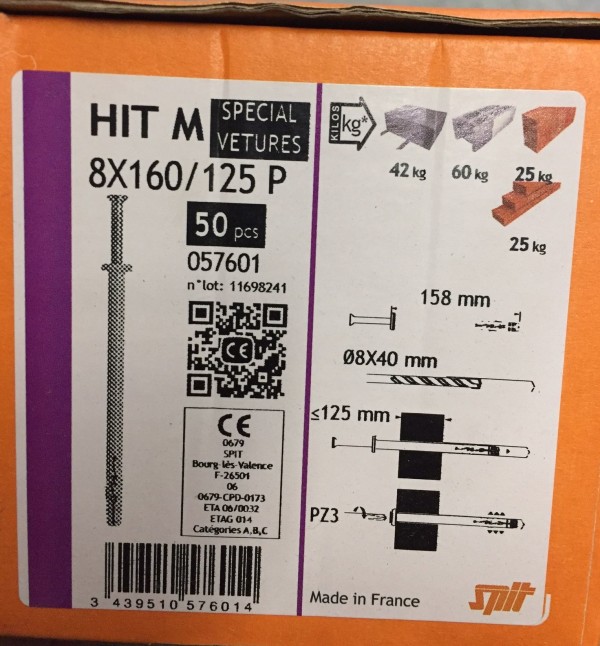 HIT M SPECIAL VETURES
8X160/125 P
50 pcs
057601
n°lot: 11698241
CE
CE
0679
SPIT
Bourg-lès-Valence
F-26501
06
0679-CPD-0173
ETA 06/0032
ETAG 014
Catégories A,B,C
3 439510 576014
KILOS
kg*
42 kg 60 kg 25 kg
25 kg
158 mm
Ø8X40 mm
≤125 mm
PZ3
Made in France
spit